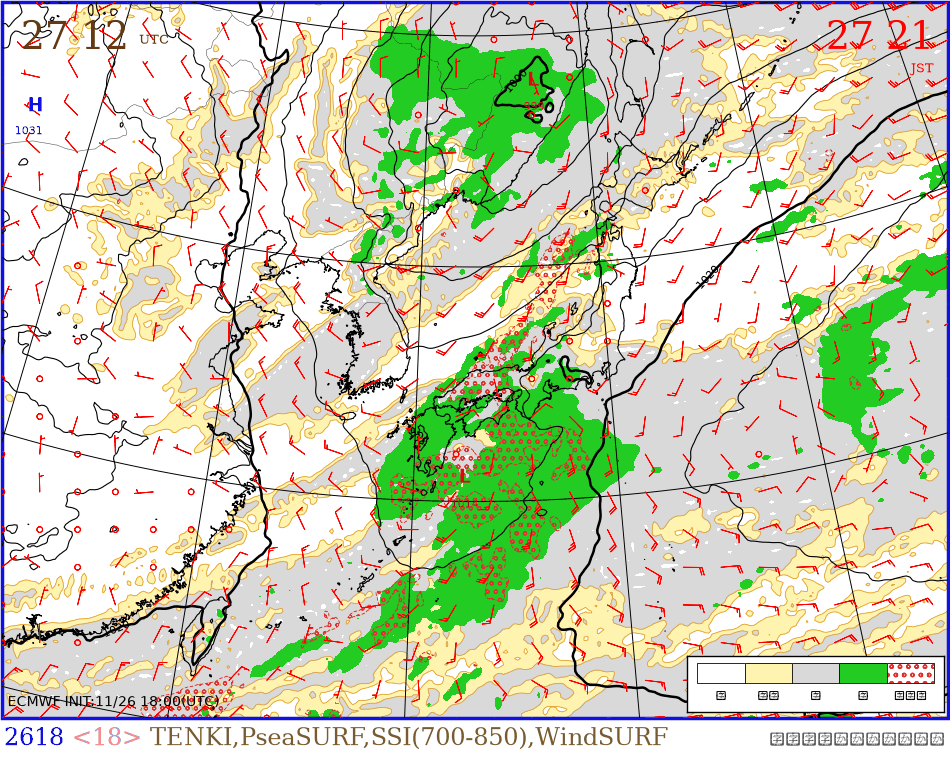 27 12 UTC
27 21
JST
H
1031
1020
L
ECMWF INIT:11/26 18:00(UTC)
2618 <18> TENKI,PseaSURF,SSI(700-850),WindSURF